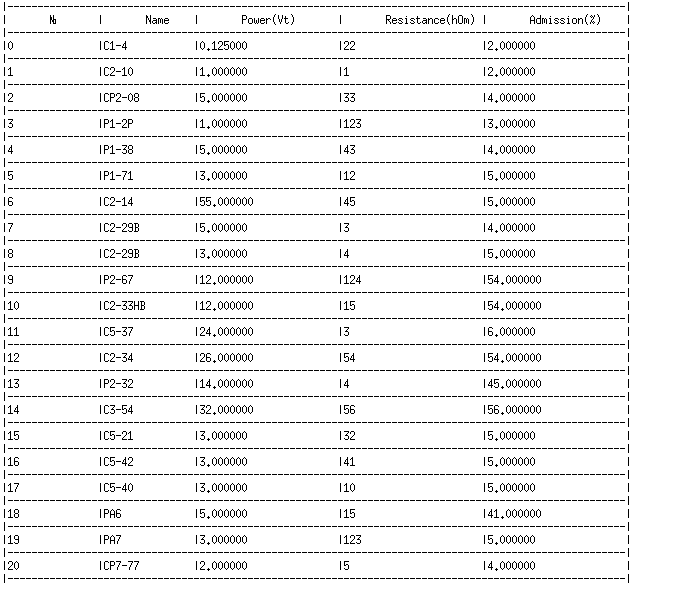 № | Name | Power(Vt) | Resistance(hOm) | Admission(%) |
|0 |C1-4 |0.125000 |22 |2.000000 |
|1 |C2-10 |1.000000 |1 |2.000000 |
|2 |CP2-08 |5.000000 |33 |4.000000 |
|3 |P1-2P |1.000000 |123 |3.000000 |
|4 |P1-38 |5.000000 |43 |4.000000 |
|5 |P1-71 |3.000000 |12 |5.000000 |
|6 |C2-14 |55.000000 |45 |5.000000 |
|7 |C2-29B |5.000000 |3 |4.000000 |
|8 |C2-29B |3.000000 |4 |5.000000 |
|9 |P2-67 |12.000000 |124 |54.000000 |
|10 |C2-33HB |12.000000 |15 |54.000000 |
|11 |C5-37 |24.000000 |3 |6.000000 |
|12 |C2-34 |26.000000 |54 |54.000000 |
|13 |P2-32 |14.000000 |4 |45.000000 |
|14 |C3-54 |32.000000 |56 |56.000000 |
|15 |C5-21 |3.000000 |32 |5.000000 |
|16 |C5-42 |3.000000 |41 |5.000000 |
|17 |C5-40 |3.000000 |10 |5.000000 |
|18 |PA6 |5.000000 |15 |41.000000 |
|19 |PA7 |3.000000 |123 |5.000000 |
|20 |CP7-77 |2.000000 |5 |4.000000 |